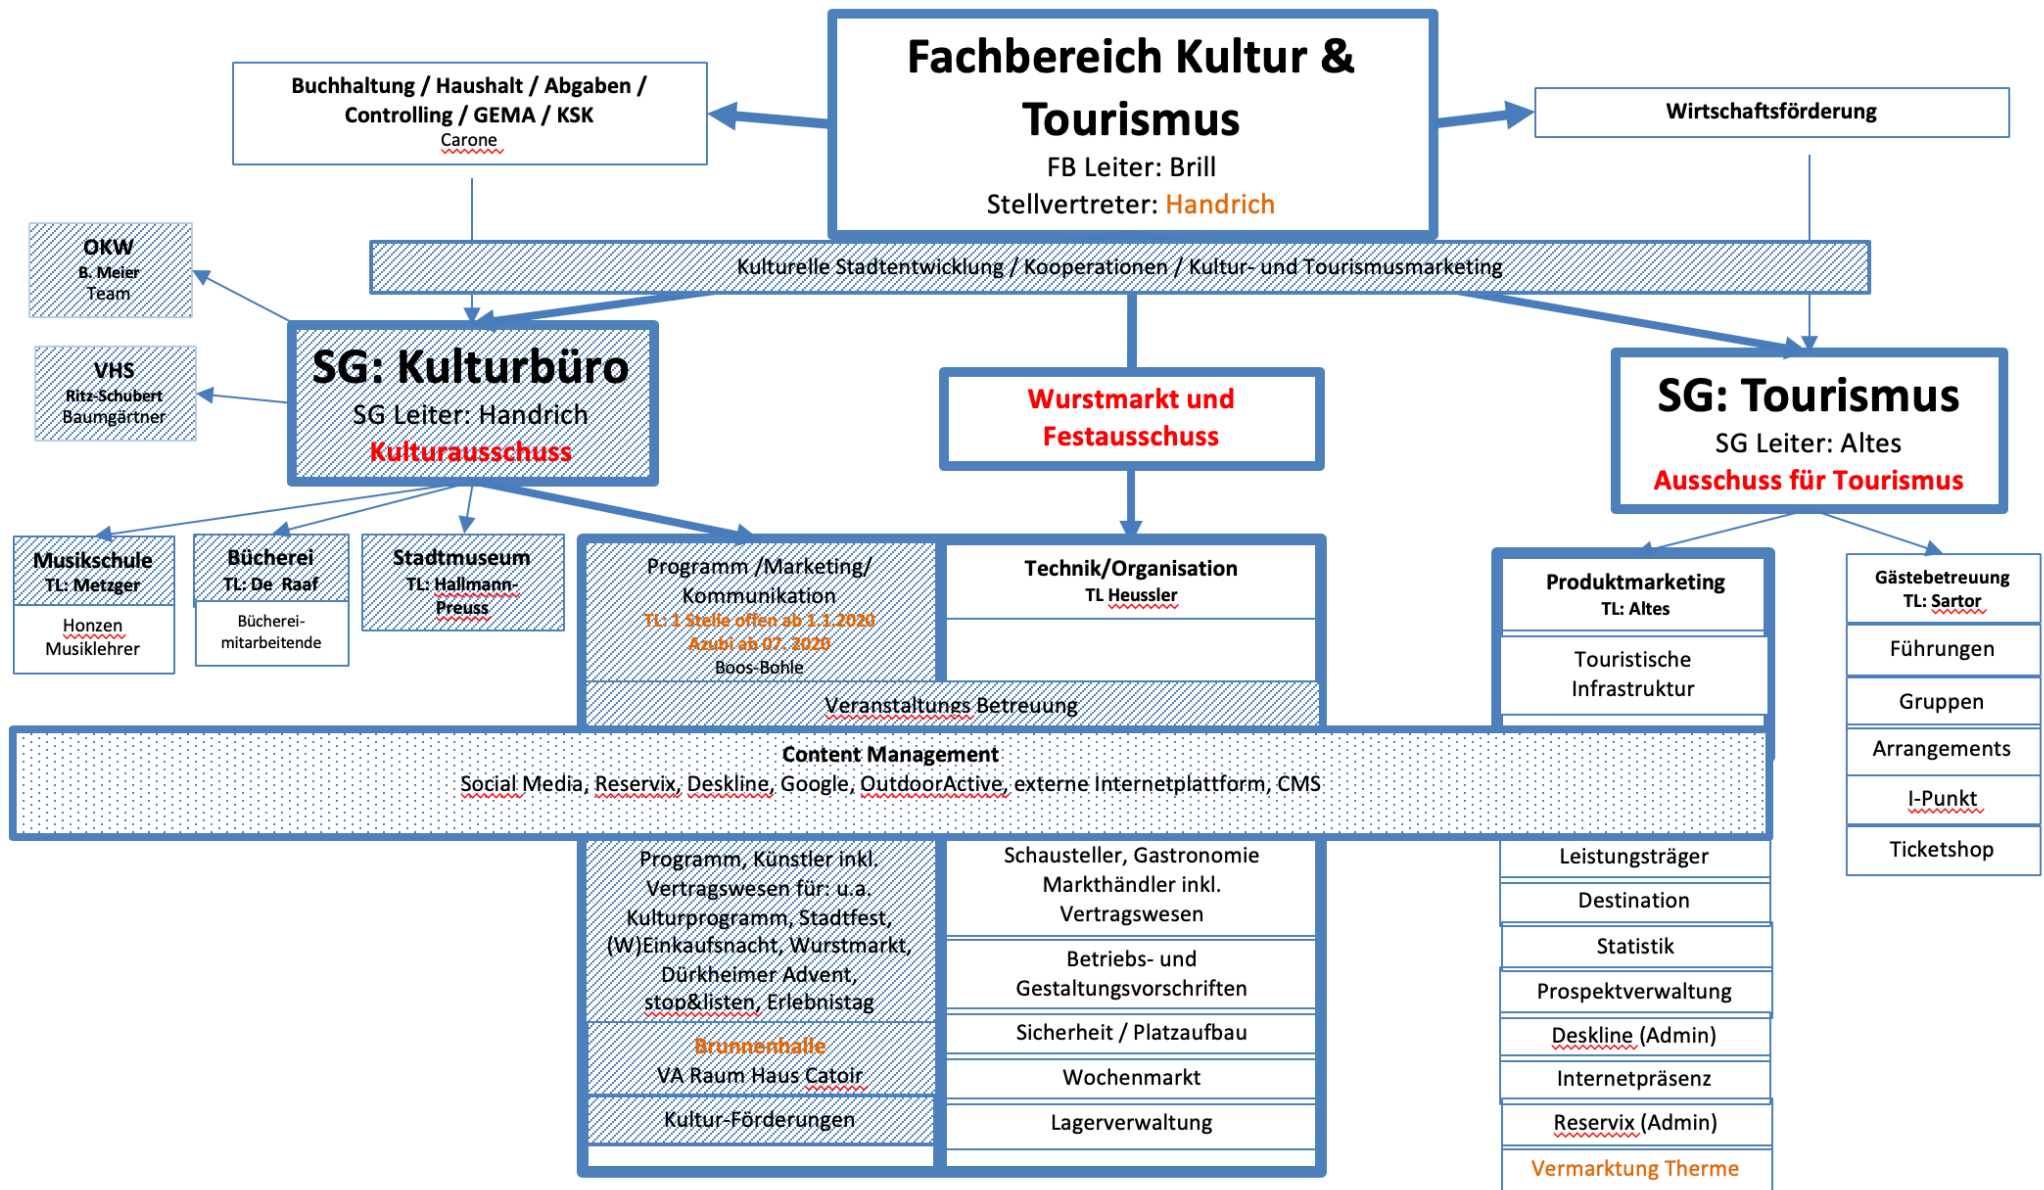 Fachbereich Kultur &
Tourismus
FB Leiter: Brill
Stellvertreter: Handrich
Buchhaltung / Haushalt / Abgaben /
Controlling / GEMA / KSK
Carone
Wirtschaftsförderung
Kulturelle Stadtentwicklung / Kooperationen / Kultur- und Tourismusmarketing
OKW
B. Meier
Team
VHS
Ritz-Schubert
Baumgärtner
SG: Kulturbüro
SG Leiter: Handrich
Kulturausschuss
Wurstmarkt und
Festausschuss
SG: Tourismus
SG Leiter: Altes
Ausschuss für Tourismus
Musikschule
TL: Metzger
Honzen
Musiklehrer
Bücherei
TL: De Raaf
Bücherei-
mitarbeitende
Stadtmuseum
TL: Hallmann-
Preuss
Programm /Marketing/
Kommunikation
TL: 1 Stelle offen ab 1.1.2020
Azubi ab 07. 2020
Boos-Bohle
Technik/Organisation
TL Heussler
Veranstaltungs Betreuung
Produktmarketing
TL: Altes
Touristische
Infrastruktur
Gästebetreuung
TL: Sartor
Führungen
Gruppen
Arrangements
I-Punkt
Ticketshop
Content Management
Social Media, Reservix, Deskline, Google, OutdoorActive, externe Internetplattform, CMS
Programm, Künstler inkl.
Vertragswesen für: u.a.
Kulturprogramm, Stadtfest,
(W)Einkaufsnacht, Wurstmarkt,
Dürkheimer Advent,
stop&listen, Erlebnistag
Brunnenhalle
VA Raum Haus Catoir
Kultur-Förderungen
Schausteller, Gastronomie
Markthändler inkl.
Vertragswesen
Betriebs- und
Gestaltungsvorschriften
Sicherheit / Platzaufbau
Wochenmarkt
Lagerverwaltung
Leistungsträger
Destination
Statistik
Prospektverwaltung
Deskline (Admin)
Internetpräsenz
Reservix (Admin)
Vermarktung Therme